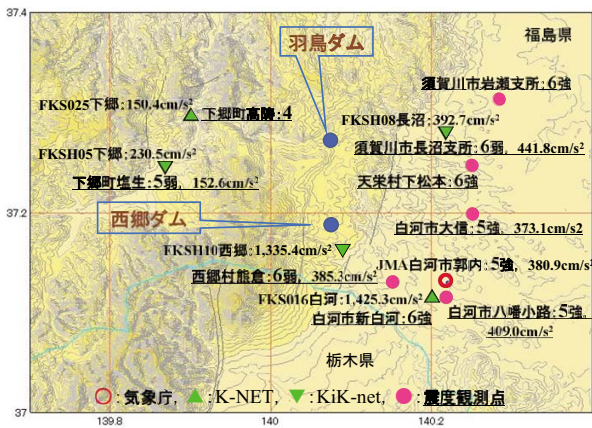 37.4
福島県
羽鳥ダム
須賀川市岩瀬支所:6強
FKS025下郷:150.4cm/s²
下郷町高陦:4
FKSH08長沼:392.7cm/s²
須賀川市長沼支所:6弱, 441.8cm/s²
FKSH05下郷:230.5cm/s²
下郷町塩生:5弱, 152.6cm/s²
天栄村下松本:6強
37.2
西郷ダム
白河市大信:5強, 373.1cm/s2
FKSH10西郷:1,335.4cm/s²
JMA白河市郭内:5強, 380.9cm/s²
西郷村熊倉:6弱, 385.3cm/s²
FKS016白河:1,425.3cm/s²
白河市新白河:6強
白河市八幡小路:5強,
409.0cm/s²
栃木県
:気象庁, :K-NET, :KiK-net, :震度観測点
37
139.8
140
140.2